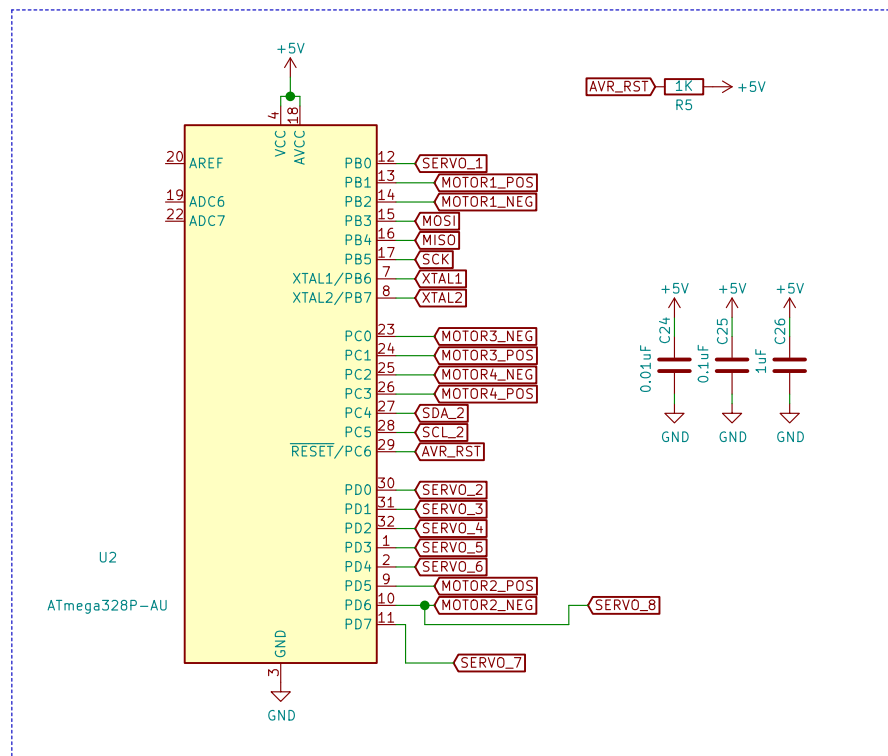 +5V
4
18
VCC
AVCC
20 AREF
19 ADC6
22 ADC7
PB0 12 SERVO_1
PB1 13 MOTOR1_POS
PB2 14 MOTOR1_NEG
PB3 15 MOSI
PB4 16 MISO
PB5 17 SCK
XTAL1/PB6 7 XTAL1
XTAL2/PB7 8 XTAL2
PC0 23 MOTOR3_NEG
PC1 24 MOTOR3_POS
PC2 25 MOTOR4_NEG
PC3 26 MOTOR4_POS
PC4 27 SDA_2
PC5 28 SCL_2
RESET/PC6 29 AVR_RST
PD0 30 SERVO_2
PD1 31 SERVO_3
PD2 32 SERVO_4
PD3 1 SERVO_5
PD4 2 SERVO_6
PD5 9 MOTOR2_POS
PD6 10 MOTOR2_NEG SERVO_8
PD7 11
SERVO_7
U2
ATmega328P-AU
GND
3
GND
AVR_RST 1K +5V
R5
+5V +5V +5V
C24 C25 C26
0.01uF 0.1uF 1uF
GND GND GND